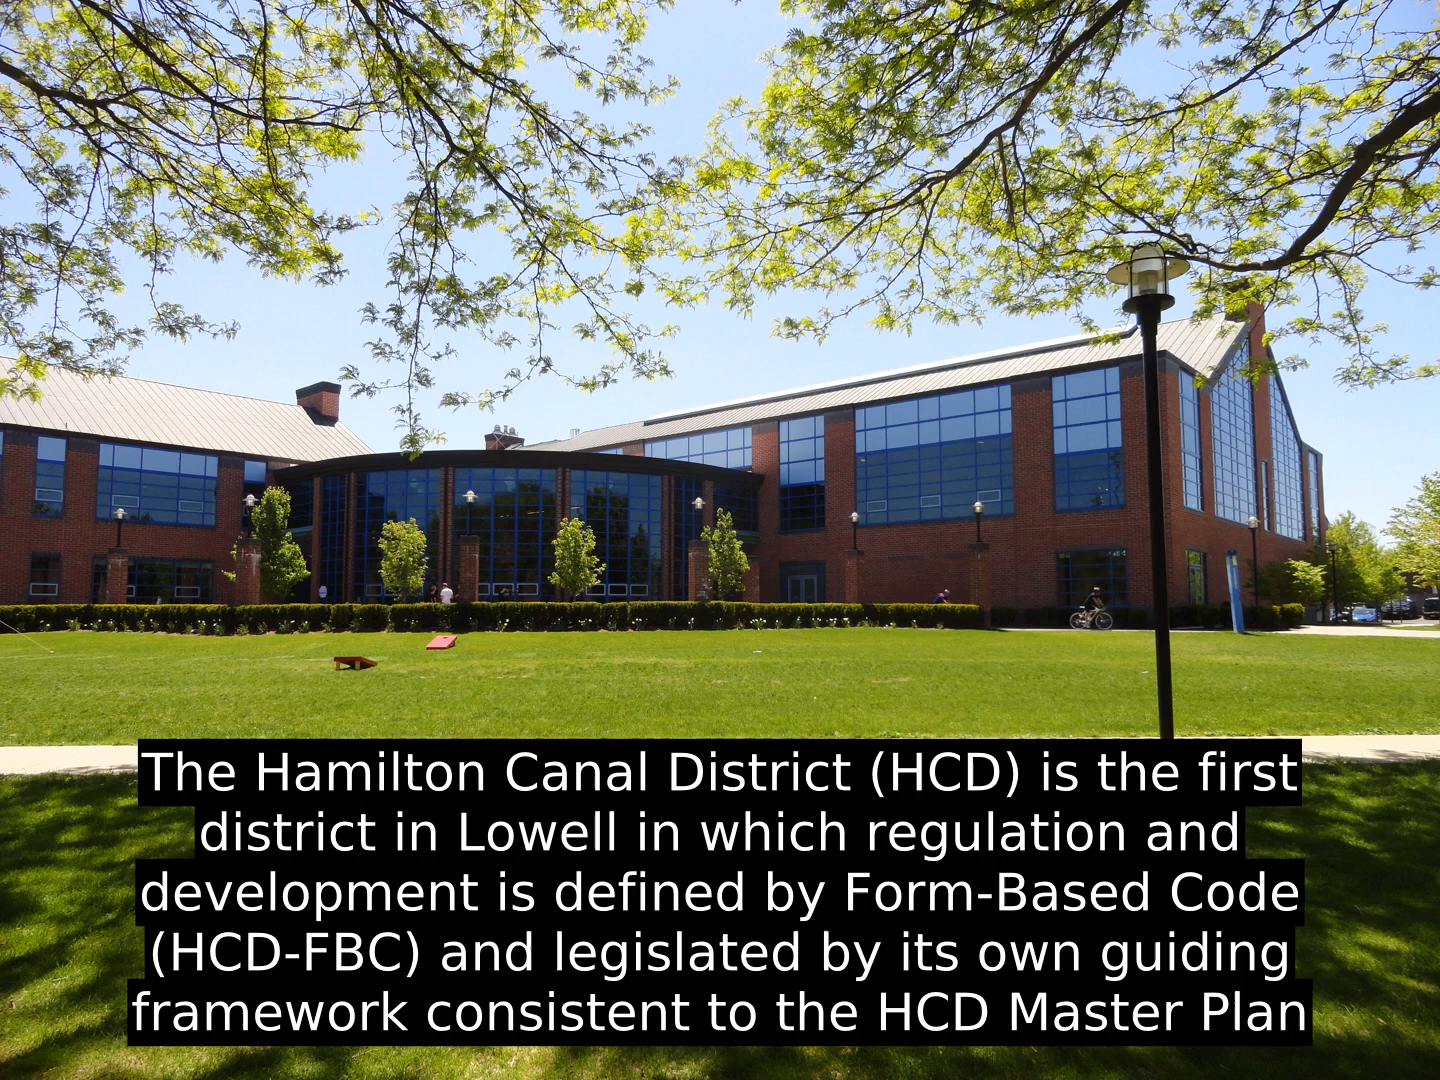 The Hamilton Canal District (HCD) is the first
district in Lowell in which regulation and
development is defined by Form-Based Code
(HCD-FBC) and legislated by its own guiding
framework consistent to the HCD Master Plan